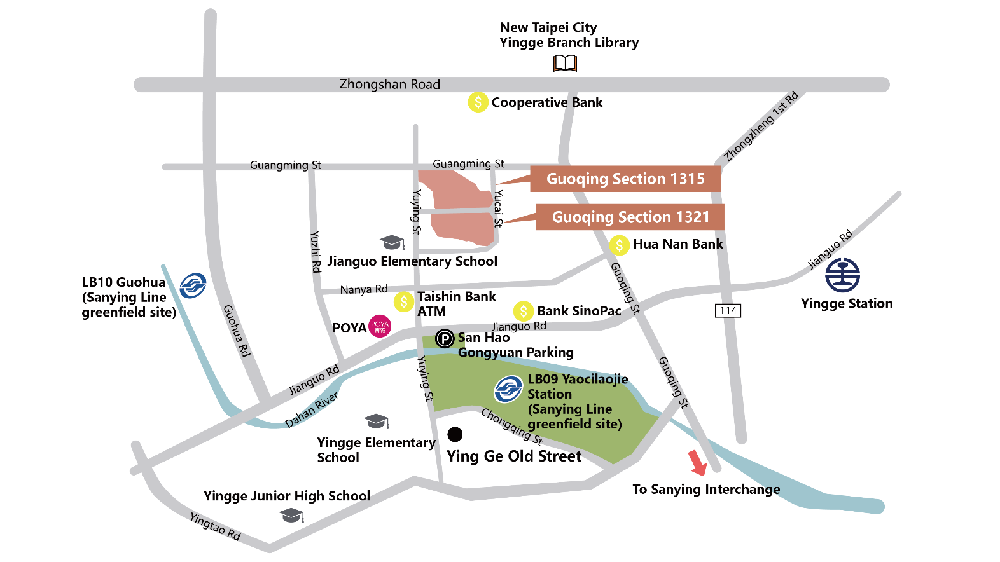 New Taipei City
Yingge Branch Library
Zhongshan Road
Cooperative Bank
Zhongzheng 1st Rd
Guangming St
Guangming St
Guoqing Section 1315
Yuying St
Yucai St
Guoqing Section 1321
Yuzhi Rd
Jianguo Elementary School
Hua Nan Bank
Jianguo Rd
Guoqing St
LB10 Guohua
(Sanying Line
greenfield site)
Nanya Rd
Taishin Bank
ATM
Bank SinoPac
114
Yingge Station
Guohua Rd
POYA
POYA
寶雅
Jianguo Rd
San Hao
Gongyuan Parking
P
Jianguo Rd
Yuying St
Guoqing St
LB09 Yaocilaojie
Station
(Sanying Line
greenfield site)
Dahan River
Chongqing St
Yingge Elementary
School
Ying Ge Old Street
To Sanying Interchange
Yingge Junior High School
Yingtao Rd